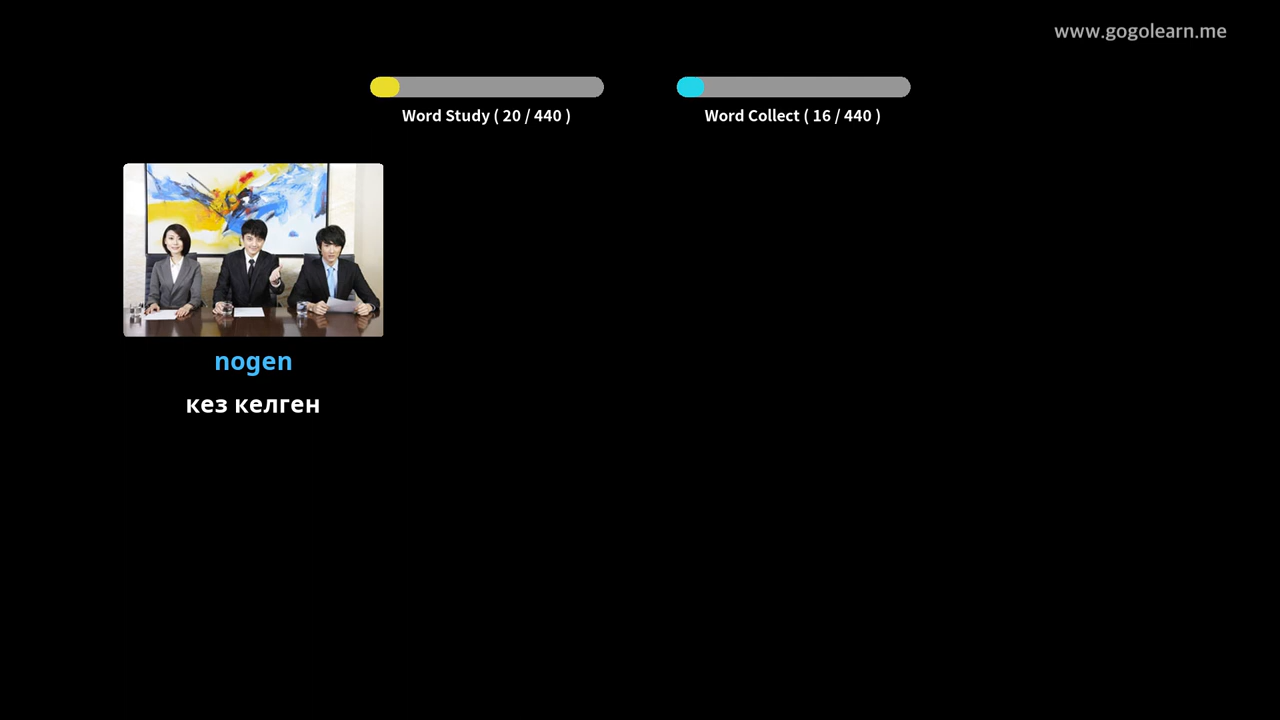 www.gogolearn.me
Word Study ( 20 / 440 )
Word Collect ( 16 / 440 )
nogen
кез келген